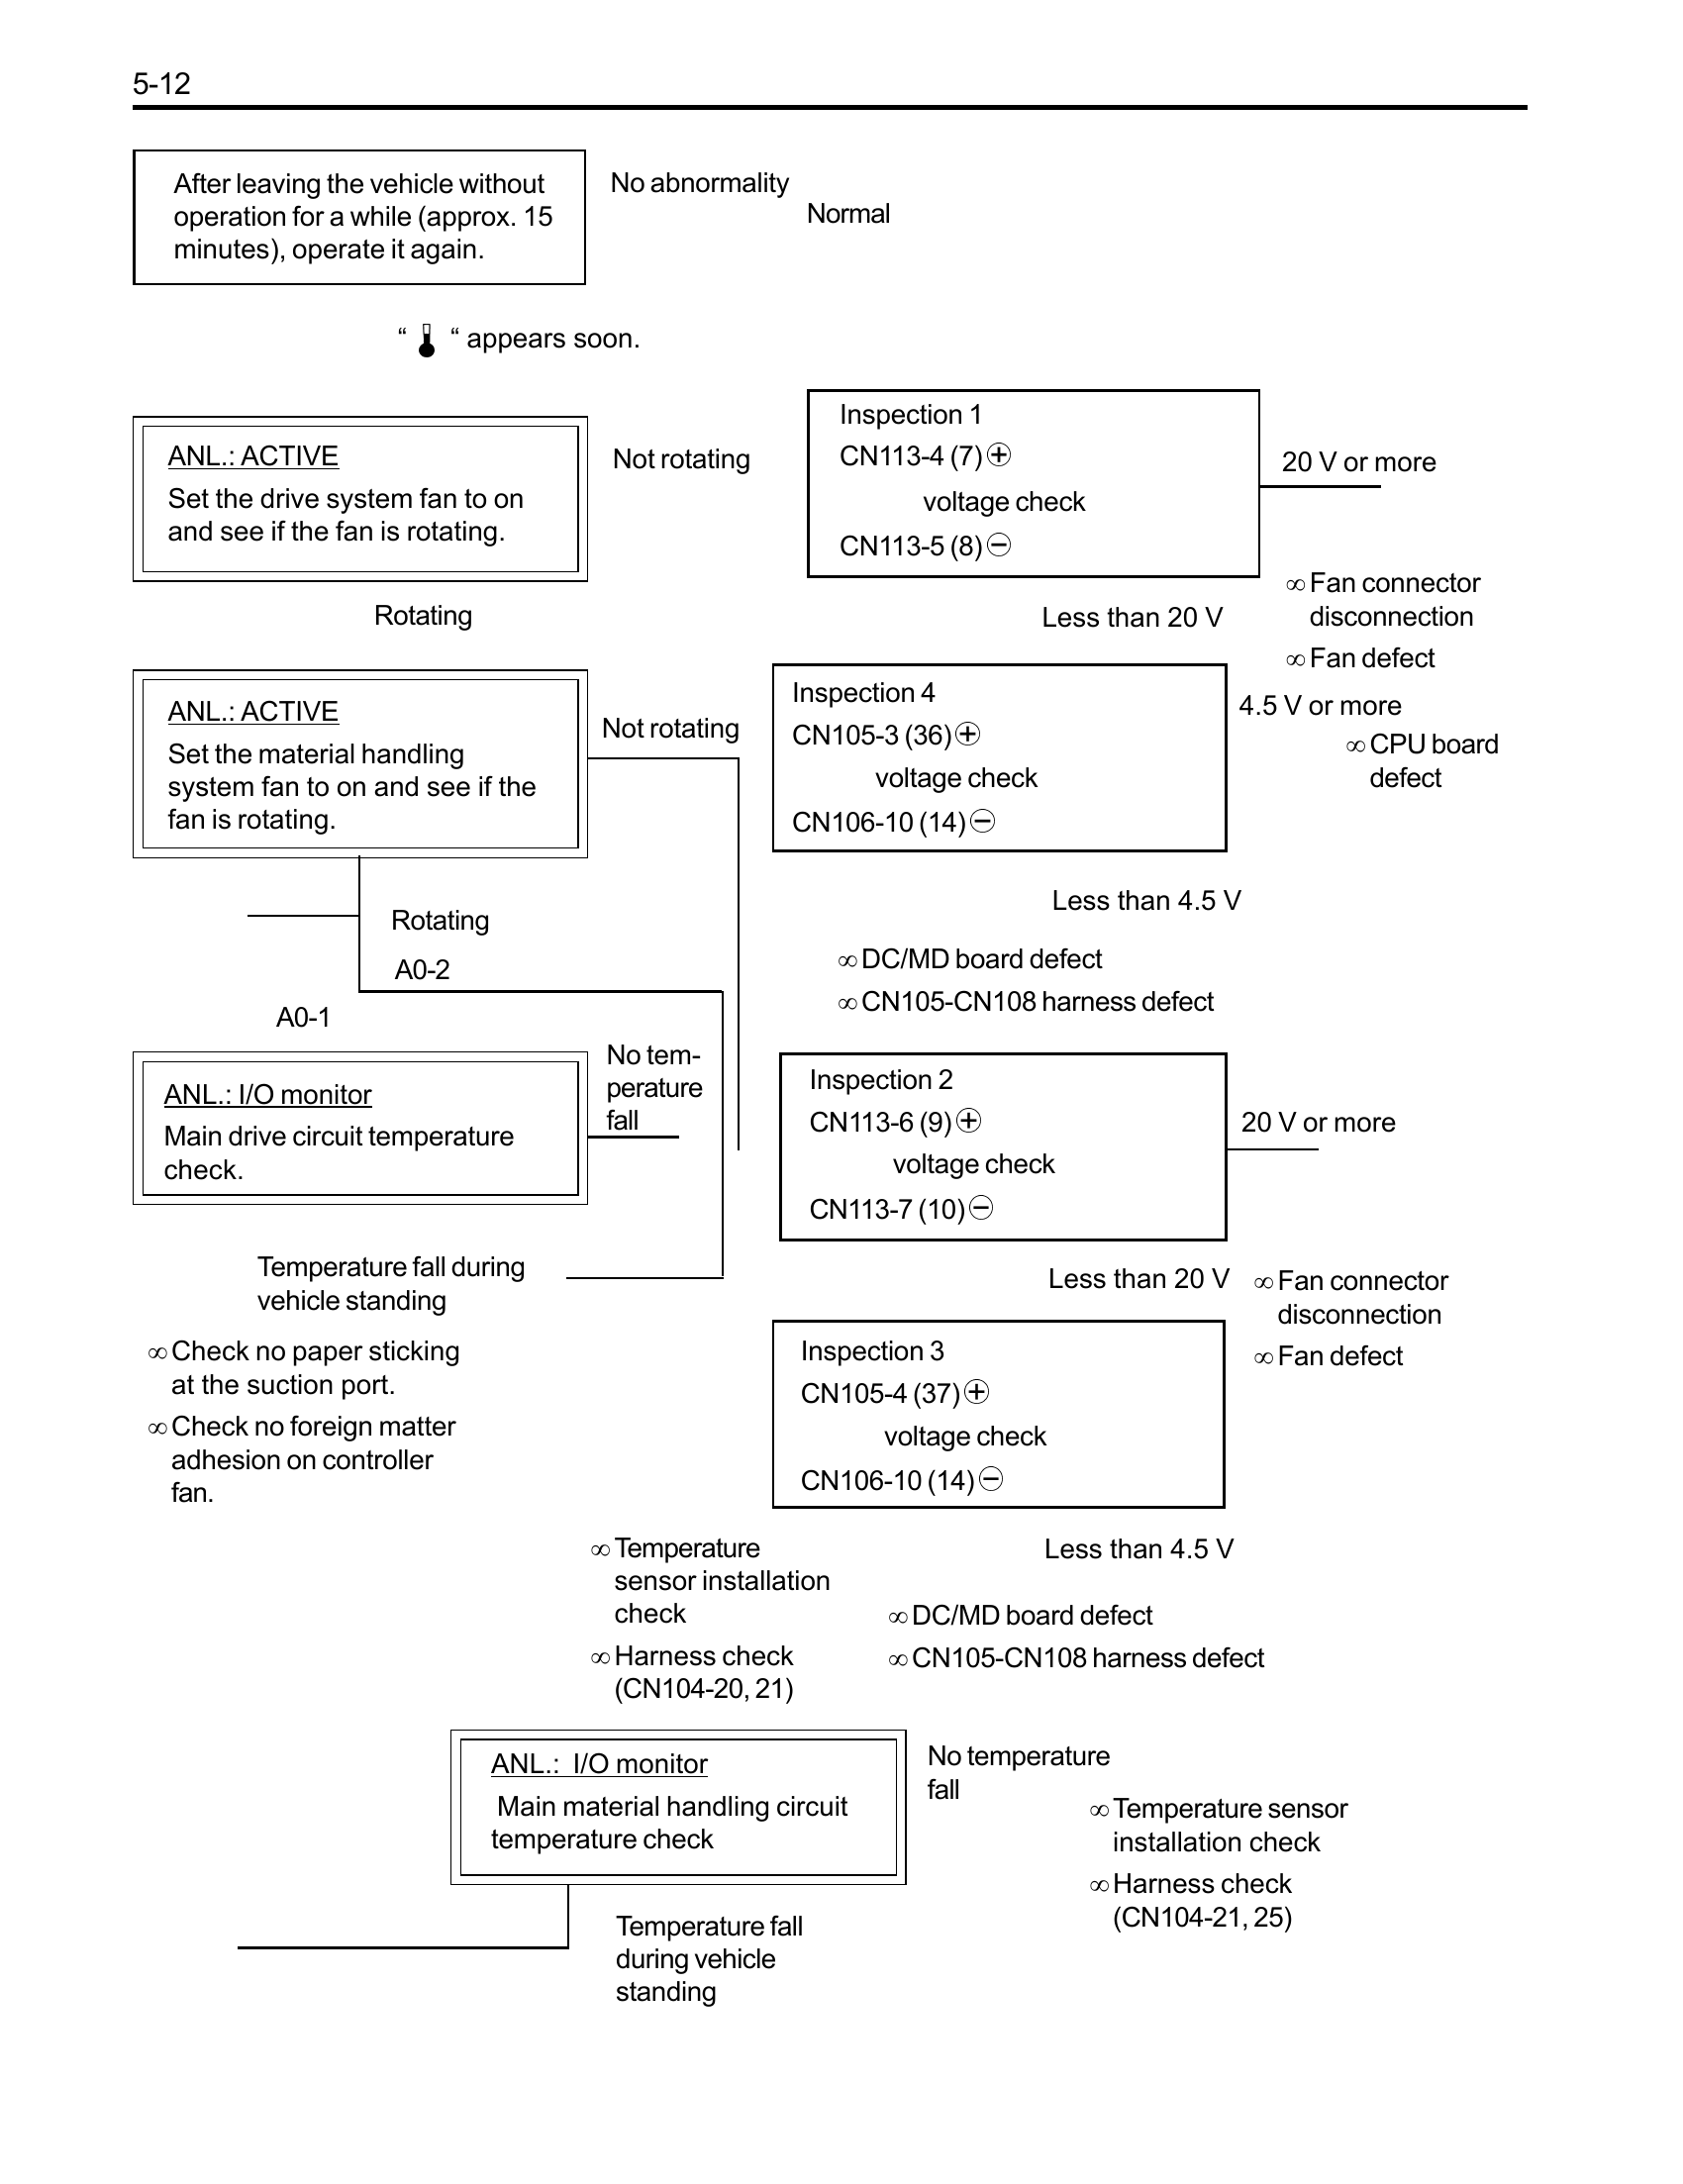 5-12
After leaving the vehicle without
operation for a while (approx. 15
minutes), operate it again.
No abnormality
Normal
“ “ appears soon.
ANL.: ACTIVE
Set the drive system fan to on
and see if the fan is rotating.
Not rotating
Inspection 1
CN113-4 (7)⊕
voltage check
CN113-5 (8)⊖
20 V or more
∞ Fan connector
disconnection
∞ Fan defect
Rotating
Less than 20 V
ANL.: ACTIVE
Set the material handling
system fan to on and see if the
fan is rotating.
Not rotating
Inspection 4
CN105-3 (36)⊕
voltage check
CN106-10 (14)⊖
4.5 V or more
∞ CPU board
defect
Rotating
A0-2
A0-1
Less than 4.5 V
∞ DC/MD board defect
∞ CN105-CN108 harness defect
ANL.: I/O monitor
Main drive circuit temperature
check.
No tem-
perature
fall
Inspection 2
CN113-6 (9)⊕
voltage check
CN113-7 (10)⊖
20 V or more
Temperature fall during
vehicle standing
Less than 20 V
∞ Fan connector
disconnection
∞ Fan defect
∞ Check no paper sticking
at the suction port.
∞ Check no foreign matter
adhesion on controller
fan.
Inspection 3
CN105-4 (37)⊕
voltage check
CN106-10 (14)⊖
∞ Temperature
sensor installation
check
∞ Harness check
(CN104-20, 21)
Less than 4.5 V
∞ DC/MD board defect
∞ CN105-CN108 harness defect
ANL.: I/O monitor
Main material handling circuit
temperature check
No temperature
fall
∞ Temperature sensor
installation check
∞ Harness check
(CN104-21, 25)
Temperature fall
during vehicle
standing